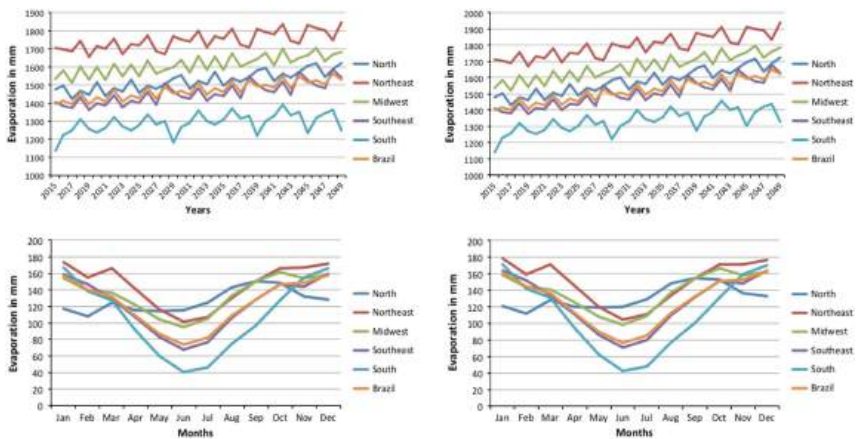 Evaporation in mm
1900
1800
1700
1600
1500
1400
1300
1200
1100
1000
2015
2017
2019
2021
2023
2025
2027
2029
2031
2033
2035
2037
2039
2041
2043
2045
2047
2049
Years
North
Northeast
Midwest
Southeast
South
Brazil
Evaporation in mm
2000
1900
1800
1700
1600
1500
1400
1300
1200
1100
1000
2015
2017
2019
2021
2023
2025
2027
2029
2031
2033
2035
2037
2039
2041
2043
2045
2047
2049
Years
North
Northeast
Midwest
Southeast
South
Brazil
Evaporation in mm
200
180
160
140
120
100
80
60
40
20
0
Jan Feb Mar Apr May Jun Jul Aug Sep Oct Nov Dec
Months
North
Northeast
Midwest
Southeast
South
Brazil
Evaporation in mm
200
180
160
140
120
100
80
60
40
20
0
Jan Feb Mar Apr May Jun Jul Aug Sep Oct Nov Dec
Months
North
Northeast
Midwest
Southeast
South
Brazil